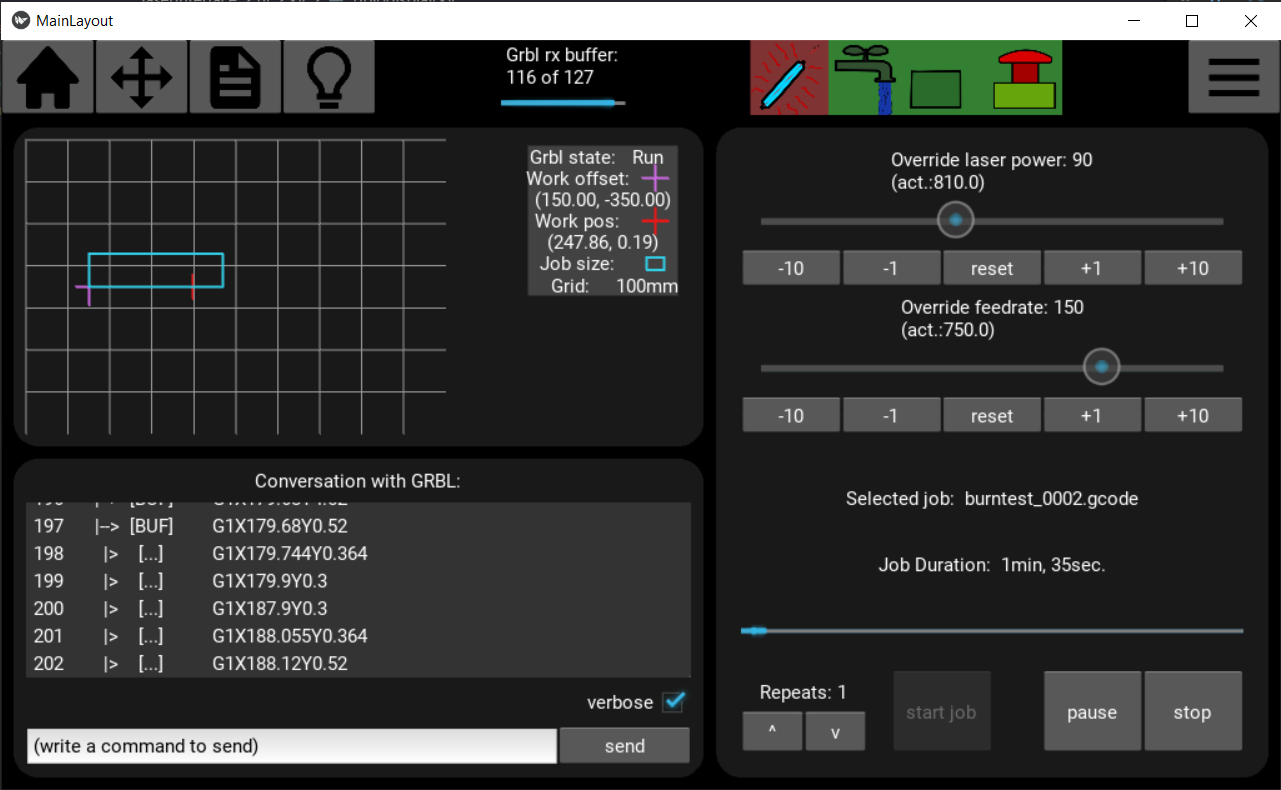 MainLayout
Grbl rx buffer:
116 of 127
Grbl state: Run
Work offset:
(150.00, -350.00)
Work pos:
(247.86, 0.19)
Job size:
Grid: 100mm
Override laser power: 90
(act.:810.0)
-10 -1 reset +1 +10
Override feedrate: 150
(act.:750.0)
-10 -1 reset +1 +10
Conversation with GRBL:
197 |--> [BUF] G1X179.68Y0.52
198 |> [...] G1X179.744Y0.364
199 |> [...] G1X179.9Y0.3
200 |> [...] G1X187.9Y0.3
201 |> [...] G1X188.055Y0.364
202 |> [...] G1X188.12Y0.52
verbose
(write a command to send) send
Selected job: burntest_0002.gcode
Job Duration: 1min, 35sec.
Repeats: 1
^ v
start job pause stop